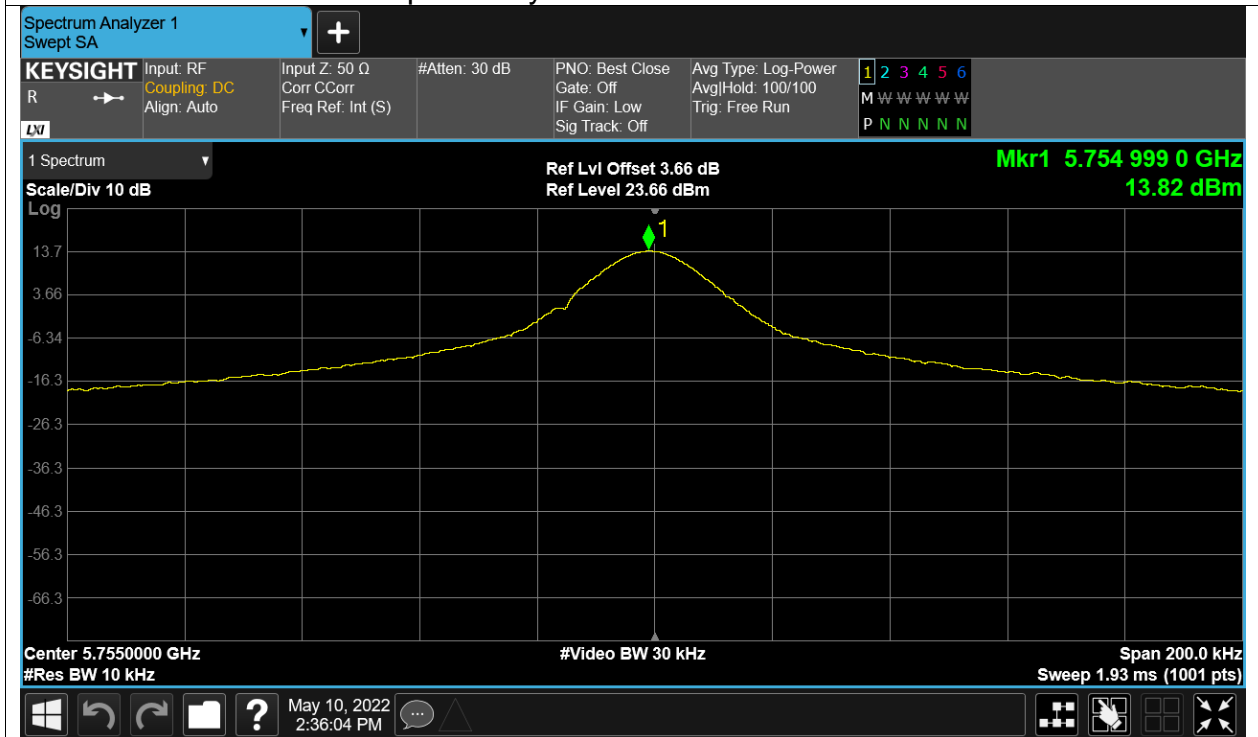 Spectrum Analyzer 1
Swept SA
+
KEYSIGHT Input: RF Input Z: 50 Ω #Atten: 30 dB PNO: Best Close Avg Type: Log-Power 1 2 3 4 5 6
R Coupling: DC Corr CCorr Gate: Off Avg|Hold: 100/100 M W W W W W
Align: Auto Freq Ref: Int (S) IF Gain: Low Trig: Free Run
LXI Sig Track: Off P N N N N N N
1 Spectrum Ref Lvl Offset 3.66 dB Mkr1 5.754 999 0 GHz
Scale/Div 10 dB Ref Level 23.66 dBm 13.82 dBm
Log
1
13.7
3.66
-6.34
-16.3
-26.3
-36.3
-46.3
-56.3
-66.3
Center 5.7550000 GHz #Video BW 30 kHz Span 200.0 kHz
#Res BW 10 kHz Sweep 1.93 ms (1001 pts)
? May 10, 2022
2:36:04 PM